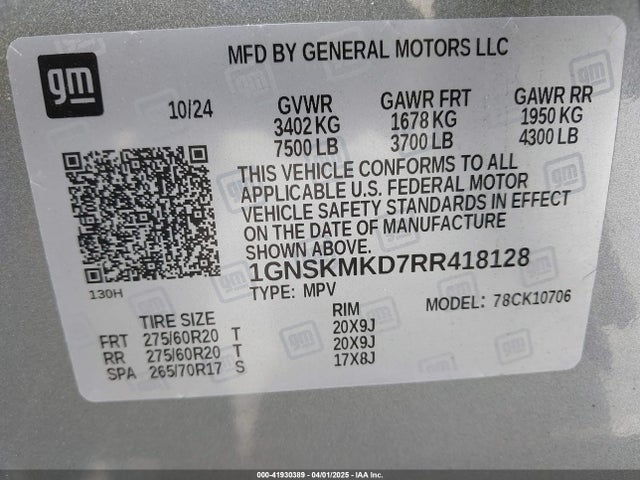 gm
MFD BY GENERAL MOTORS LLC
10/24 GVWR GAWR FRT GAWR RR
3402 KG 1678 KG 1950 KG
7500 LB 3700 LB 4300 LB
THIS VEHICLE CONFORMS TO ALL
APPLICABLE U.S. FEDERAL MOTOR
VEHICLE SAFETY STANDARDS IN EFFECT
ON THE DATE OF MANUFACTURE
SHOWN ABOVE.
1GNSKMKD7RR418128
130H
TYPE: MPV MODEL: 78CK10706
TIRE SIZE RIM
FRT 275/60R20 T 20X9J
RR 275/60R20 T 20X9J
SPA 265/70R17 S 17X8J
000-41930389 - 04/01/2025 - IAA Inc.